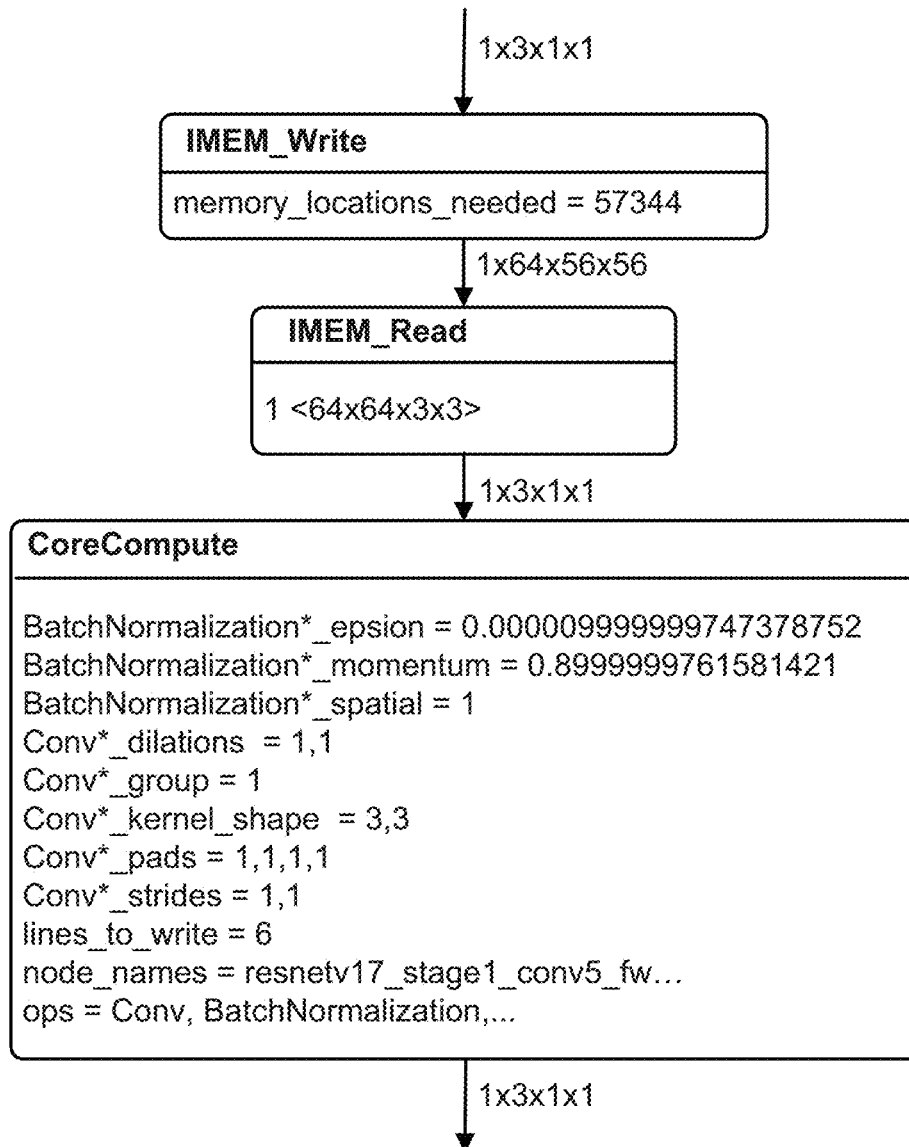 1x3x1x1
IMEM_Write
memory_locations_needed = 57344
1x64x56x56
IMEM_Read
1 <64x64x3x3>
1x3x1x1
CoreCompute
BatchNormalization*_epsion = 0.000009999999747378752
BatchNormalization*_momentum = 0.8999999761581421
BatchNormalization*_spatial = 1
Conv*_dilations = 1,1
Conv*_group = 1
Conv*_kernel_shape = 3,3
Conv*_pads = 1,1,1,1
Conv*_strides = 1,1
lines_to_write = 6
node_names = resnetv17_stage1_conv5_fw...
ops = Conv, BatchNormalization,...
1x3x1x1